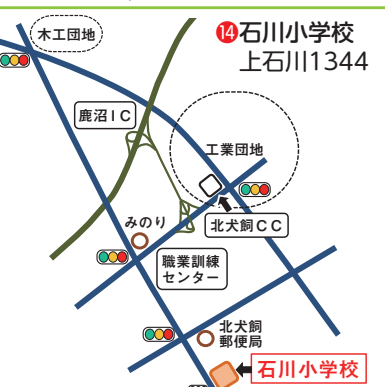 ⑭石川小学校
上石川1344
木工団地
鹿沼IC
工業団地
北犬飼CC
みのり
職業訓練
センター
北犬飼
郵便局
石川小学校